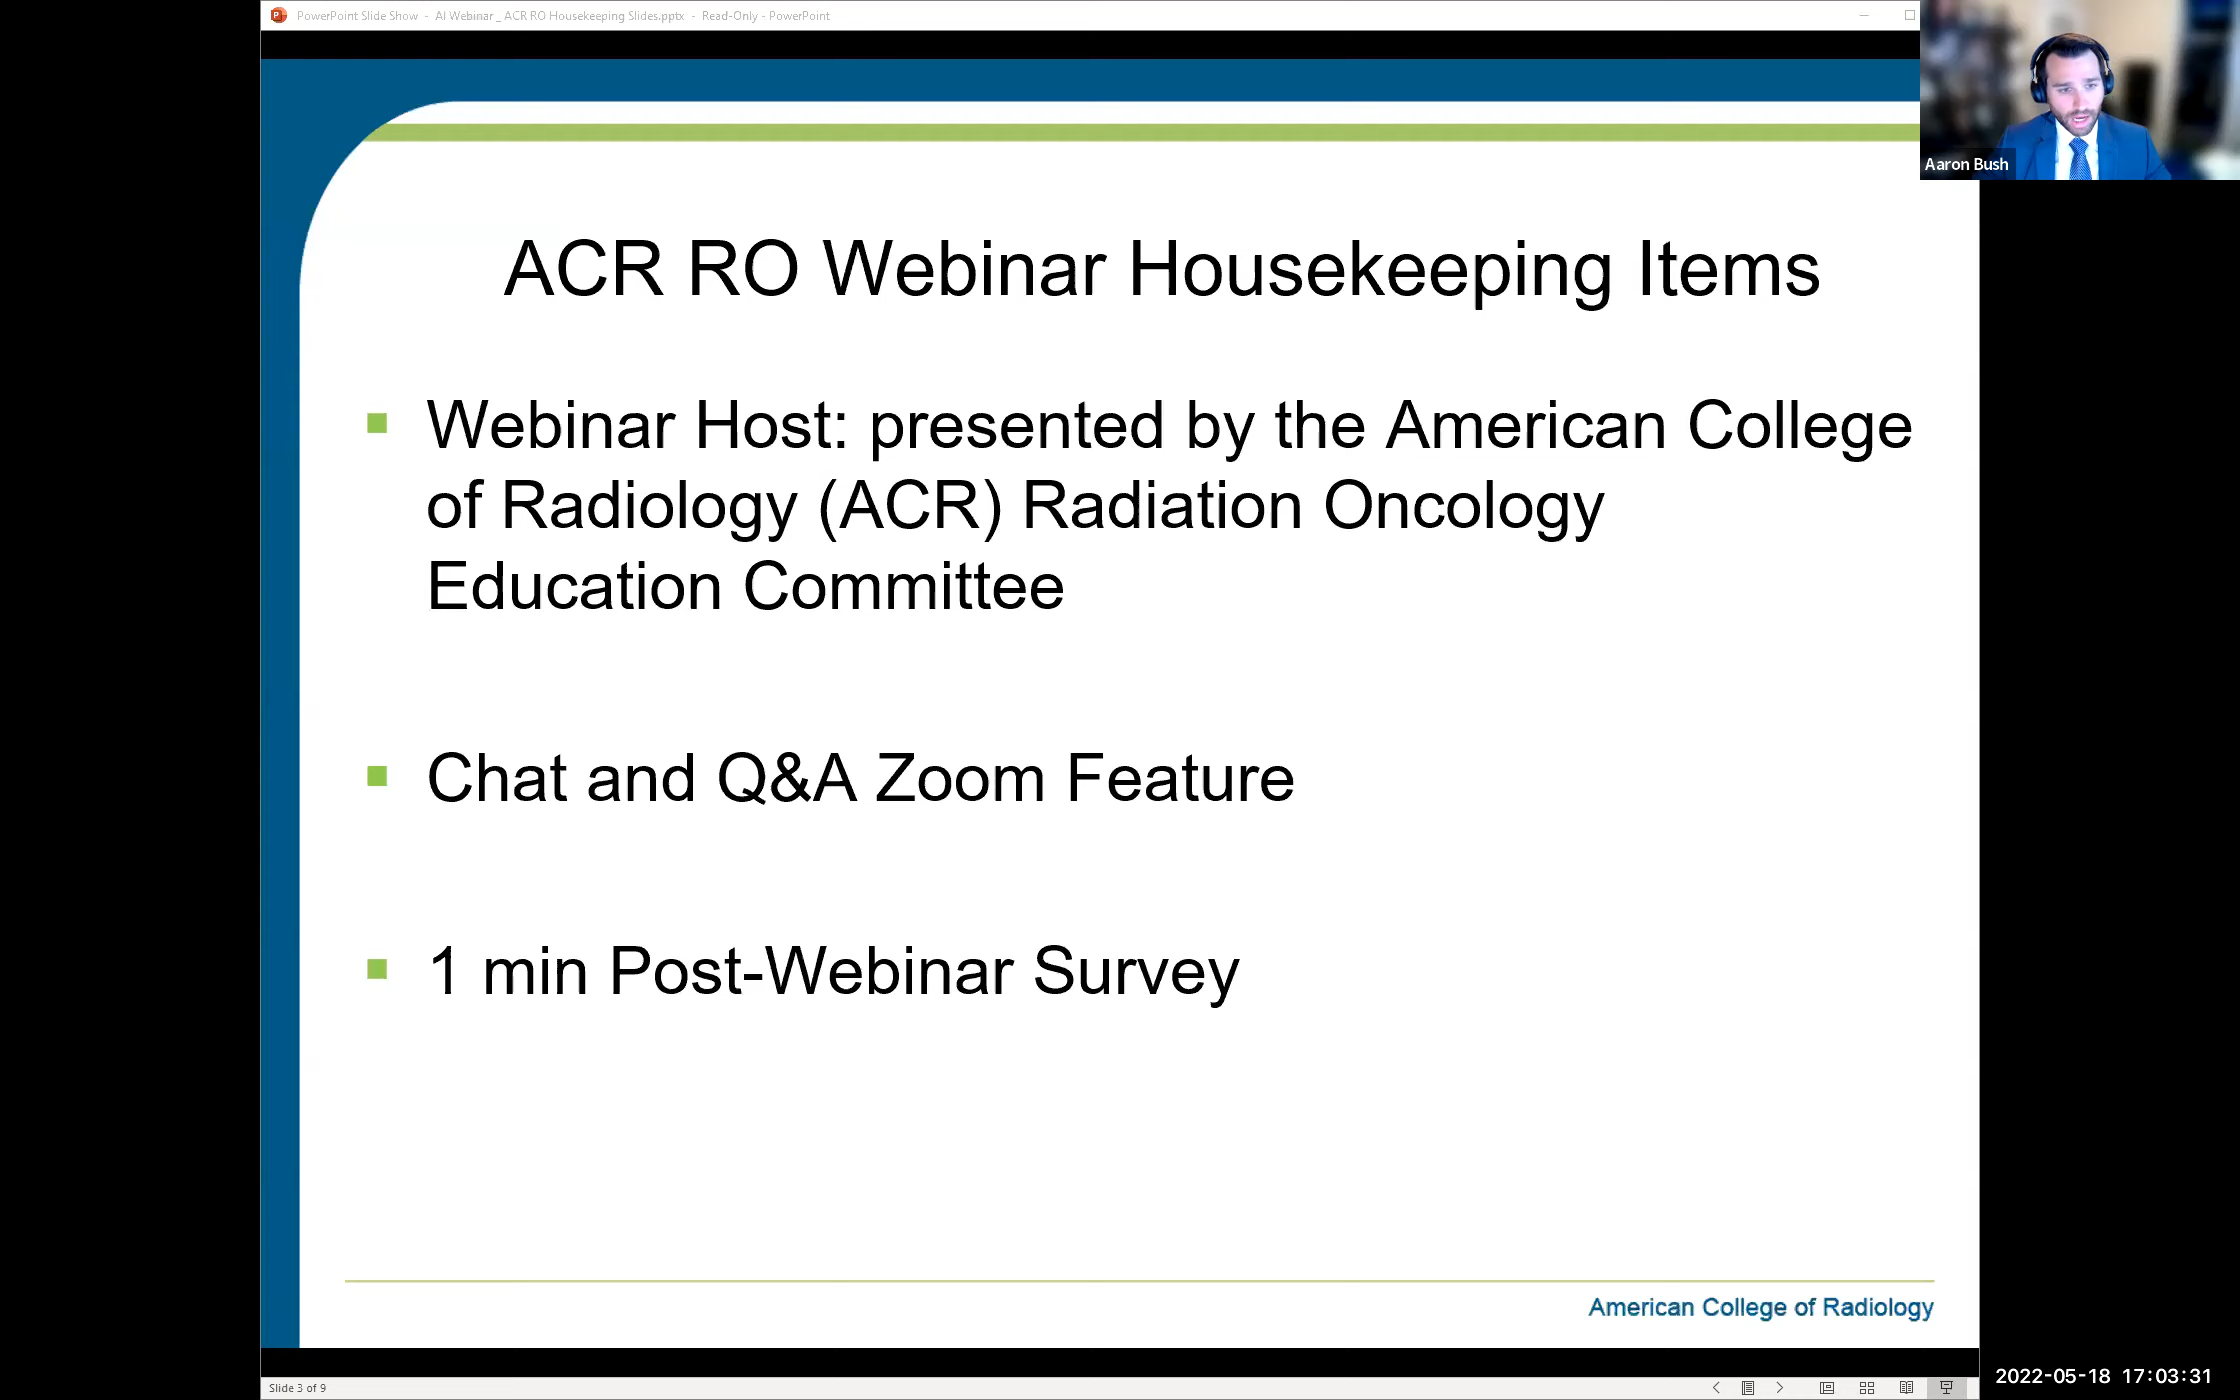 PowerPoint Slide Show - AI Webinar _ ACR RO Housekeeping Slides.pptx - Read-Only - PowerPoint
Aaron Bush
ACR RO Webinar Housekeeping Items
Webinar Host: presented by the American College
of Radiology (ACR) Radiation Oncology
Education Committee
Chat and Q&A Zoom Feature
1 min Post-Webinar Survey
American College of Radiology
Slide 3 of 9
2022-05-18 17:03:31